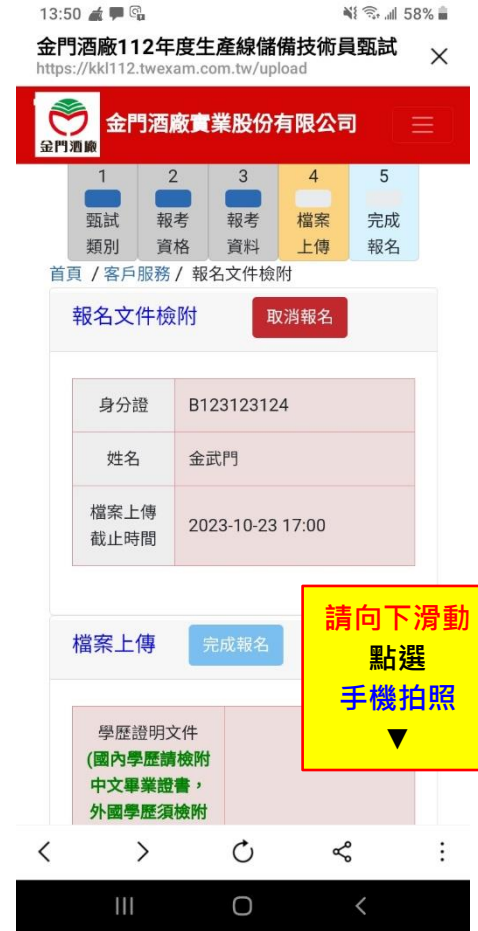 13:50 58%
金門酒廠112年度生產線儲備技術員甄試
https://kkl112.twexam.com.tw/upload
金門酒廠
金門酒廠實業股份有限公司
1 2 3 4 5
甄試 報考 報考 檔案 完成
類別 資格 資料 上傳 報名
首頁 / 客戶服務 / 報名文件檢附
報名文件檢附 取消報名
身分證 B123123124
姓名 金武門
檔案上傳
截止時間
2023-10-23 17:00
檔案上傳 完成報名
請向下滑動
點選
手機拍照
▼
學歷證明文件
(國內學歷請檢附
中文畢業證書，
外國學歷須檢附